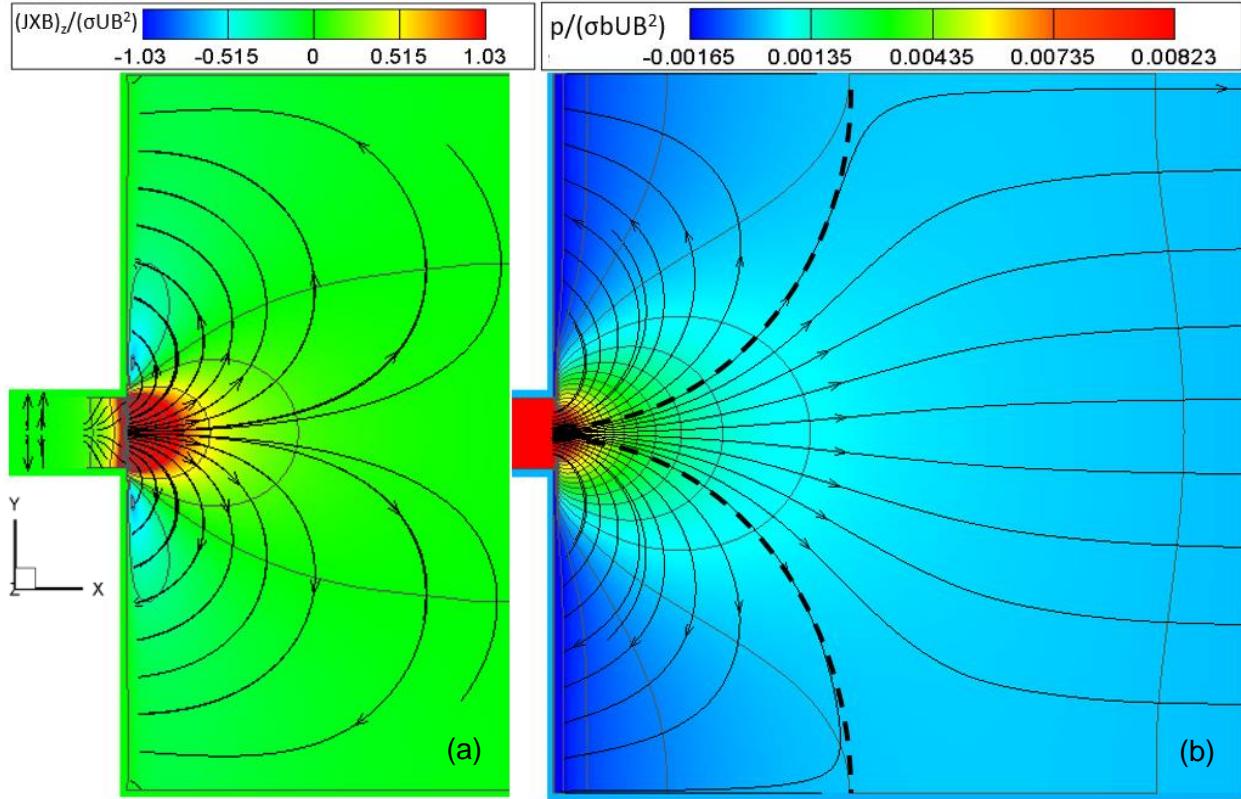 (JXB)z/(σUB²)
-1.03 -0.515 0 0.515 1.03
p/(σbUB²)
-0.00165 0.00135 0.00435 0.00735 0.00823
Y
Z X
(a)
(b)